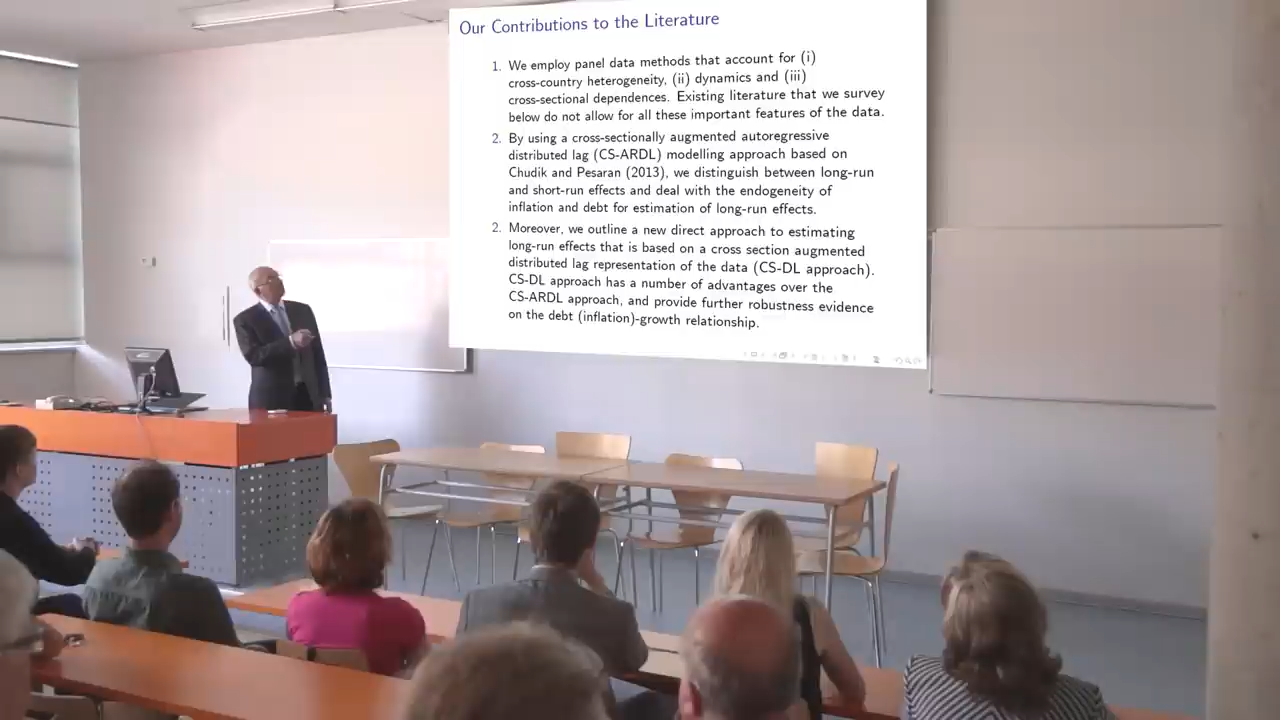 Our Contributions to the Literature
1. We employ panel data methods that account for (i)
cross-country heterogeneity, (ii) dynamics and (iii)
cross-sectional dependences. Existing literature that we survey
below do not allow for all these important features of the data.
2. By using a cross-sectionally augmented autoregressive
distributed lag (CS-ARDL) modelling approach based on
Chudik and Pesaran (2013), we distinguish between long-run
and short-run effects and deal with the endogeneity of
inflation and debt for estimation of long-run effects.
2. Moreover, we outline a new direct approach to estimating
long-run effects that is based on a cross section augmented
distributed lag representation of the data (CS-DL approach).
CS-DL approach has a number of advantages over the
CS-ARDL approach, and provide further robustness evidence
on the debt (inflation)-growth relationship.